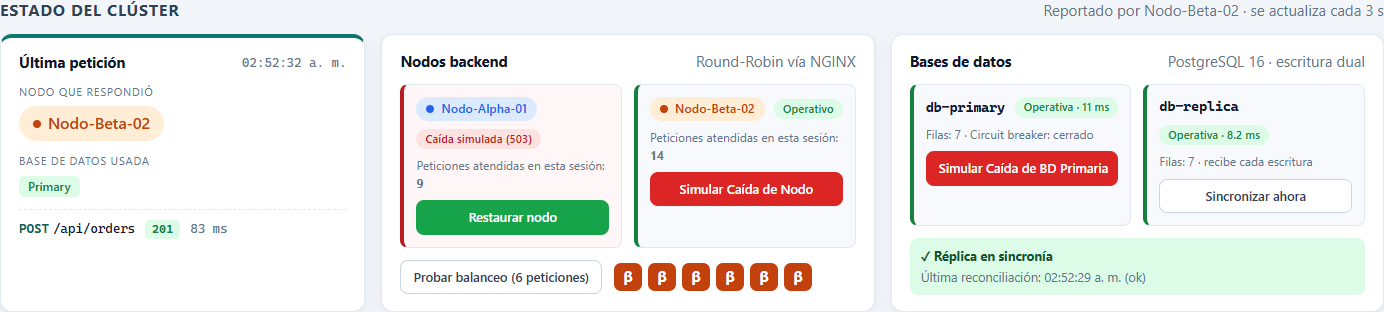 ESTADO DEL CLÚSTER
Reportado por Nodo-Beta-02 · se actualiza cada 3 s
Última petición
02:52:32 a. m.
NODO QUE RESPONDIÓ
Nodo-Beta-02
BASE DE DATOS USADA
Primary
POST /api/orders 201 83 ms
Nodos backend
Round-Robin vía NGINX
Nodo-Alpha-01
Caída simulada (503)
Peticiones atendidas en esta sesión:
9
Restaurar nodo
Nodo-Beta-02 Operativo
Peticiones atendidas en esta sesión:
14
Simular Caída de Nodo
Probar balanceo (6 peticiones) β β β β β β
Bases de datos
PostgreSQL 16 · escritura dual
db-primary Operativa · 11 ms
Filas: 7 · Circuit breaker: cerrado
Simular Caída de BD Primaria
db-replica
Operativa · 8.2 ms
Filas: 7 · recibe cada escritura
Sincronizar ahora
✓ Réplica en sincronía
Última reconciliación: 02:52:29 a. m. (ok)